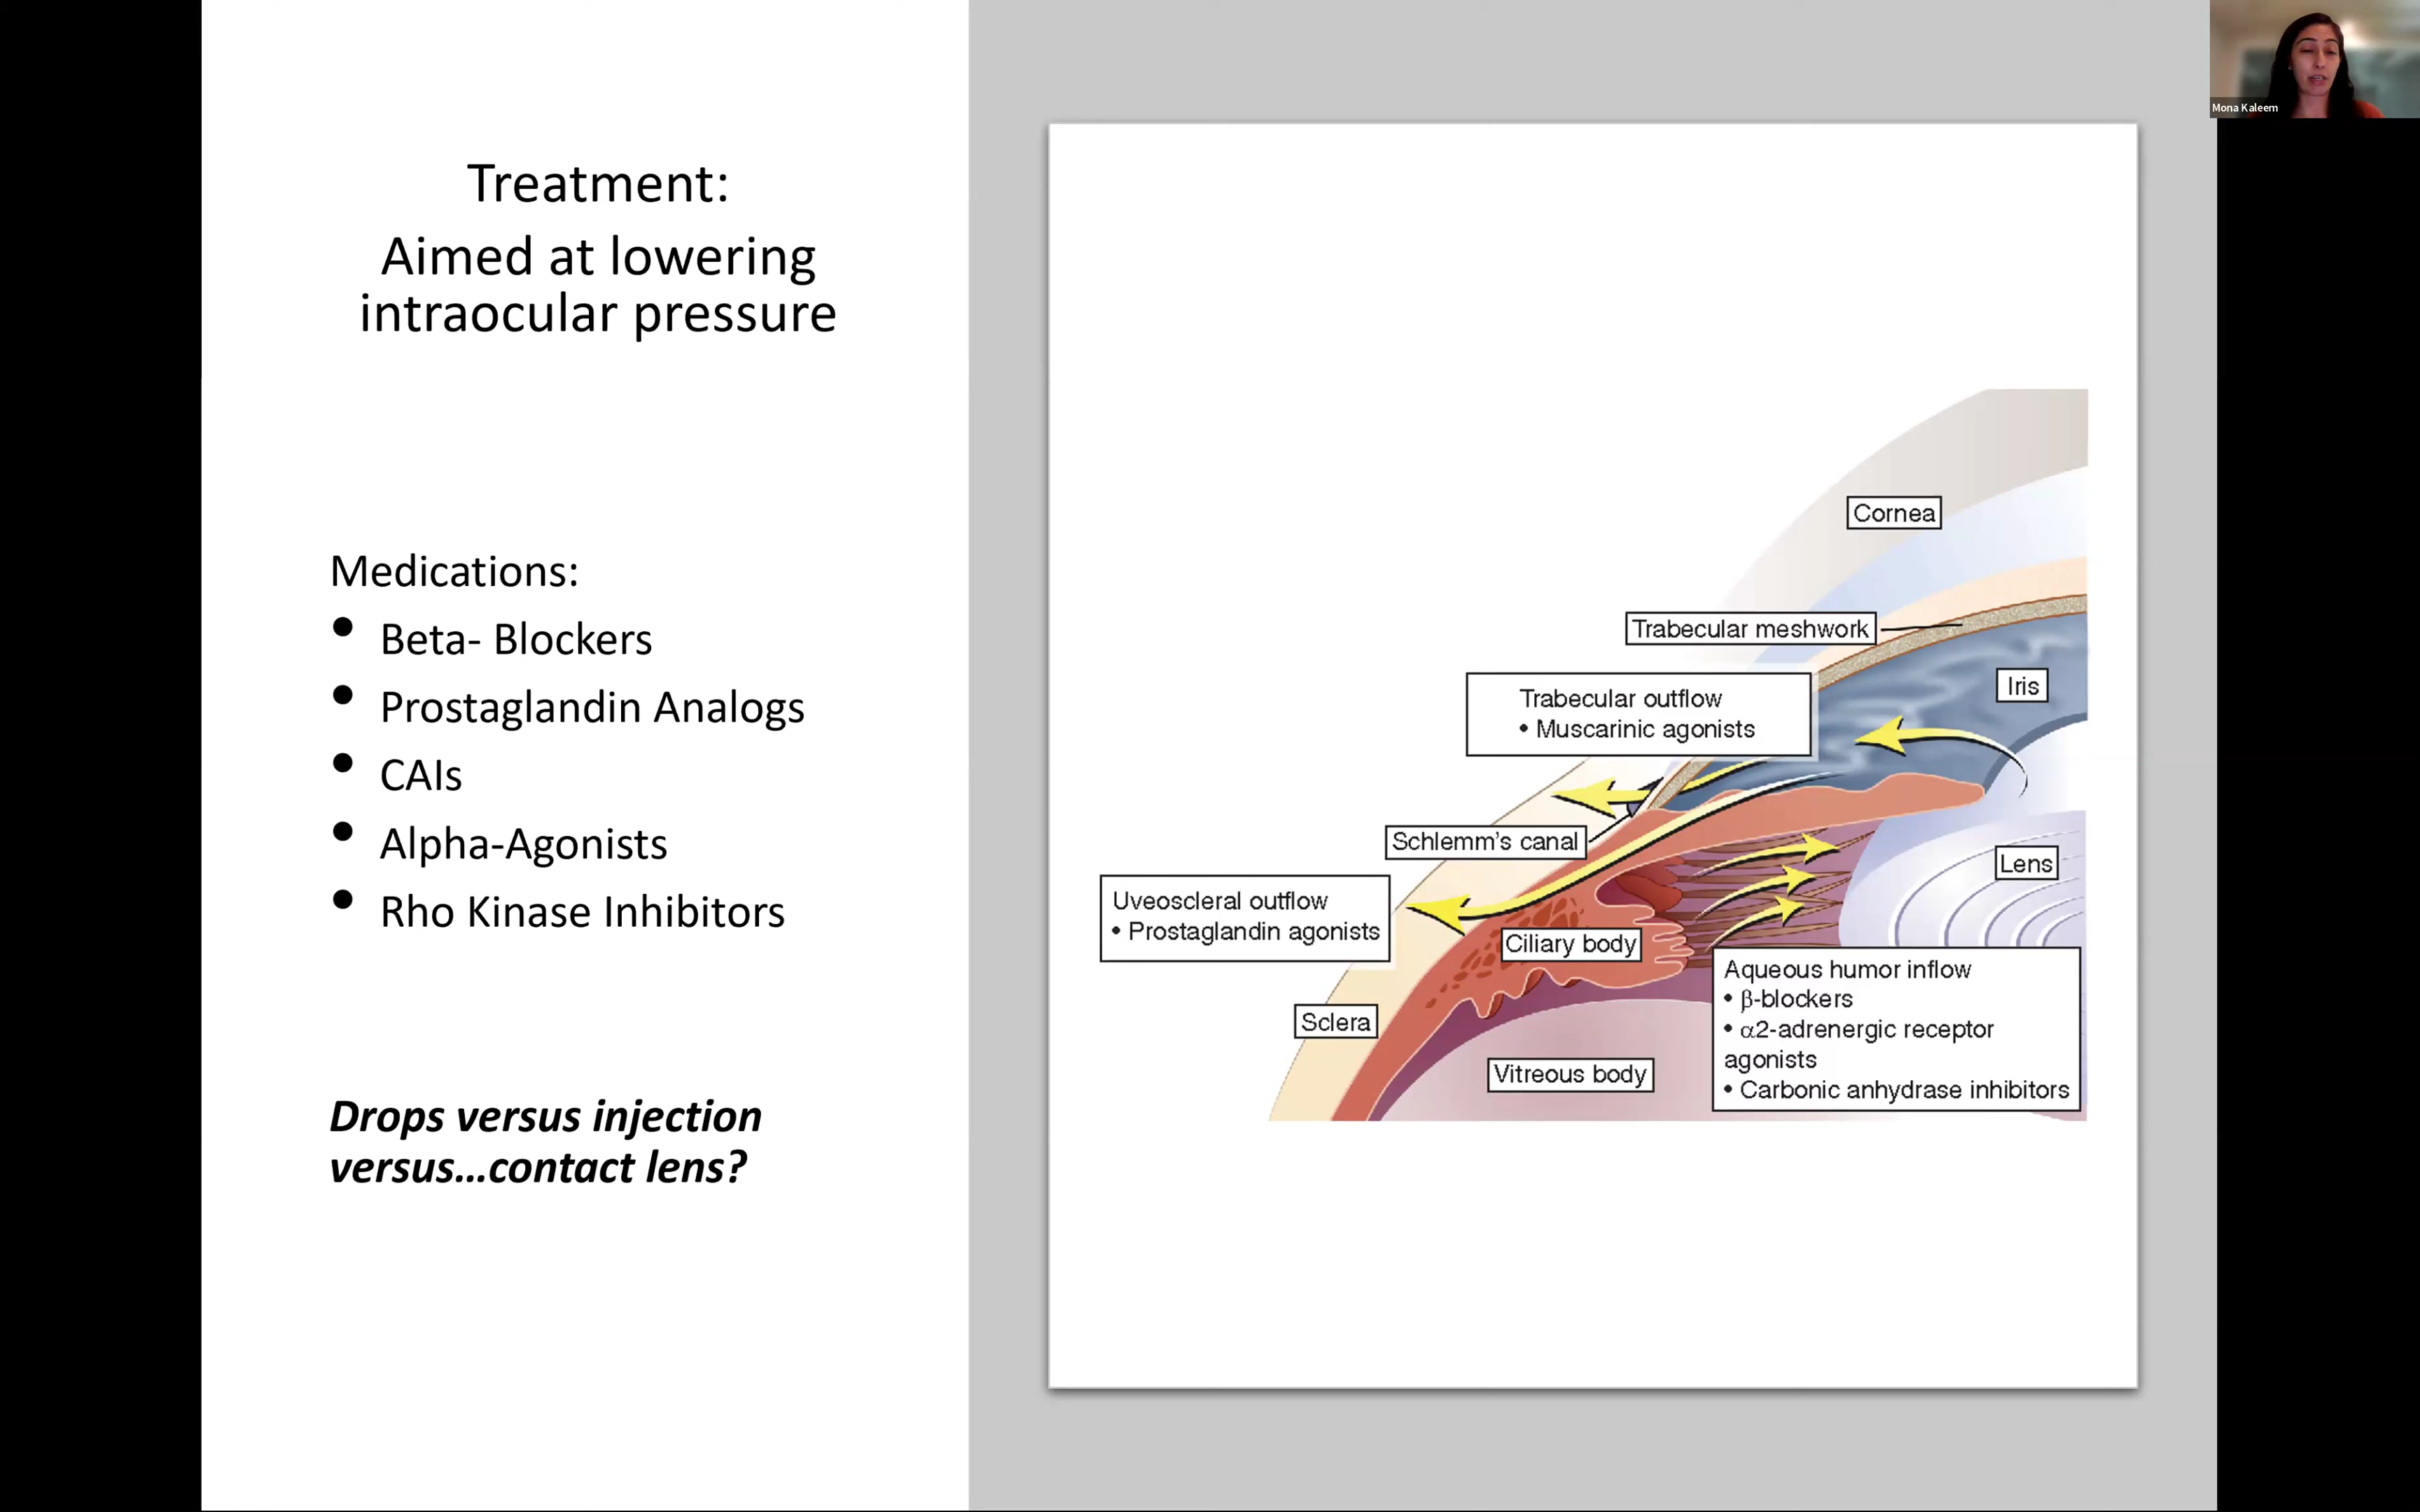 Treatment:
Aimed at lowering
intraocular pressure
Medications:
• Beta- Blockers
• Prostaglandin Analogs
• CAIs
• Alpha-Agonists
• Rho Kinase Inhibitors
Drops versus injection
versus...contact lens?
Cornea
Trabecular meshwork
Iris
Trabecular outflow
• Muscarinic agonists
Schlemm's canal
Lens
Uveoscleral outflow
• Prostaglandin agonists
Ciliary body
Aqueous humor inflow
• β-blockers
• α2-adrenergic receptor
agonists
• Carbonic anhydrase inhibitors
Sclera
Vitreous body
Mona Kaleem